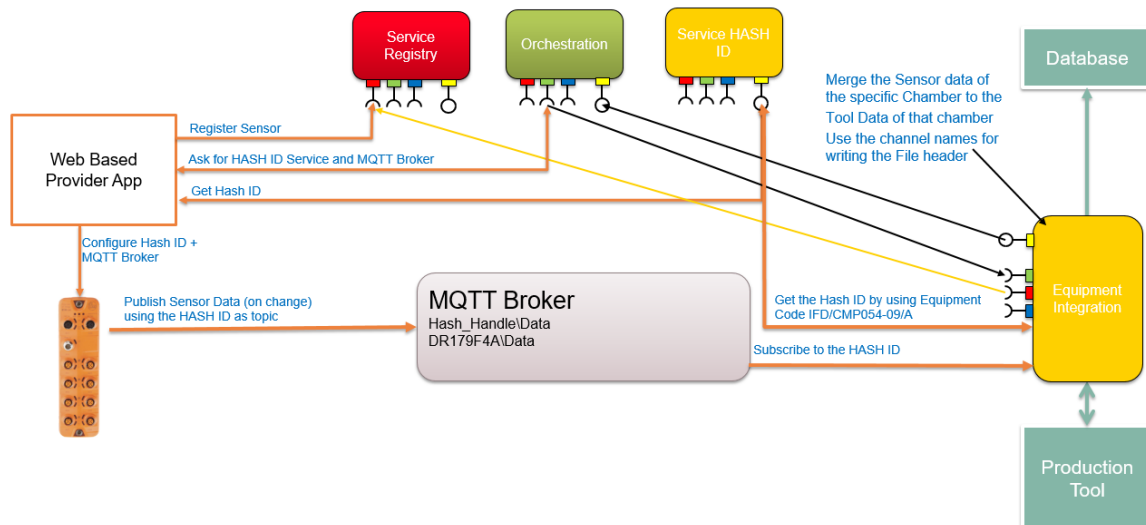 Service
Registry
Orchestration
Service HASH
ID
Database
Merge the Sensor data of
the specific Chamber to the
Tool Data of that chamber
Use the channel names for
writing the File header
Register Sensor
Web Based
Provider App
Ask for HASH ID Service and MQTT Broker
Get Hash ID
Configure Hash ID +
MQTT Broker
Publish Sensor Data (on change)
using the HASH ID as topic
MQTT Broker
Hash_Handle\Data
DR179F4A\Data
Get the Hash ID by using Equipment
Code IFD/CMP054-09/A
Equipment
Integration
Subscribe to the HASH ID
Production
Tool